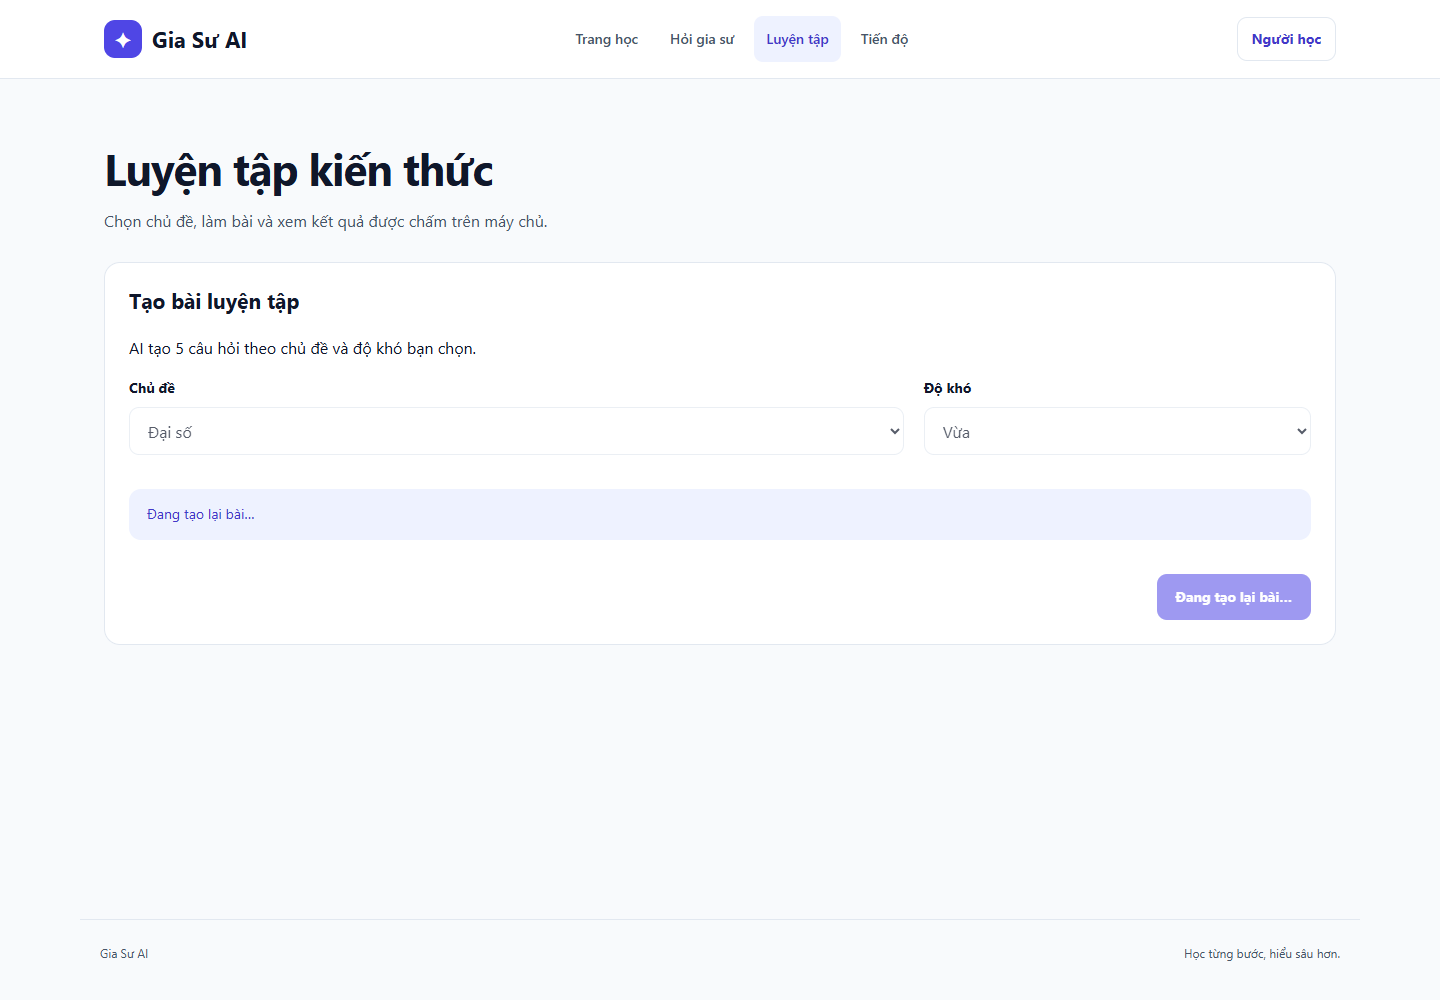 Gia Sư AI
Trang học
Hỏi gia sư
Luyện tập
Tiến độ
Người học
Luyện tập kiến thức
Chọn chủ đề, làm bài và xem kết quả được chấm trên máy chủ.
Tạo bài luyện tập
AI tạo 5 câu hỏi theo chủ đề và độ khó bạn chọn.
Chủ đề
Độ khó
Đại số
Vừa
Đang tạo lại bài...
Đang tạo lại bài...
Gia Sư AI
Học từng bước, hiểu sâu hơn.